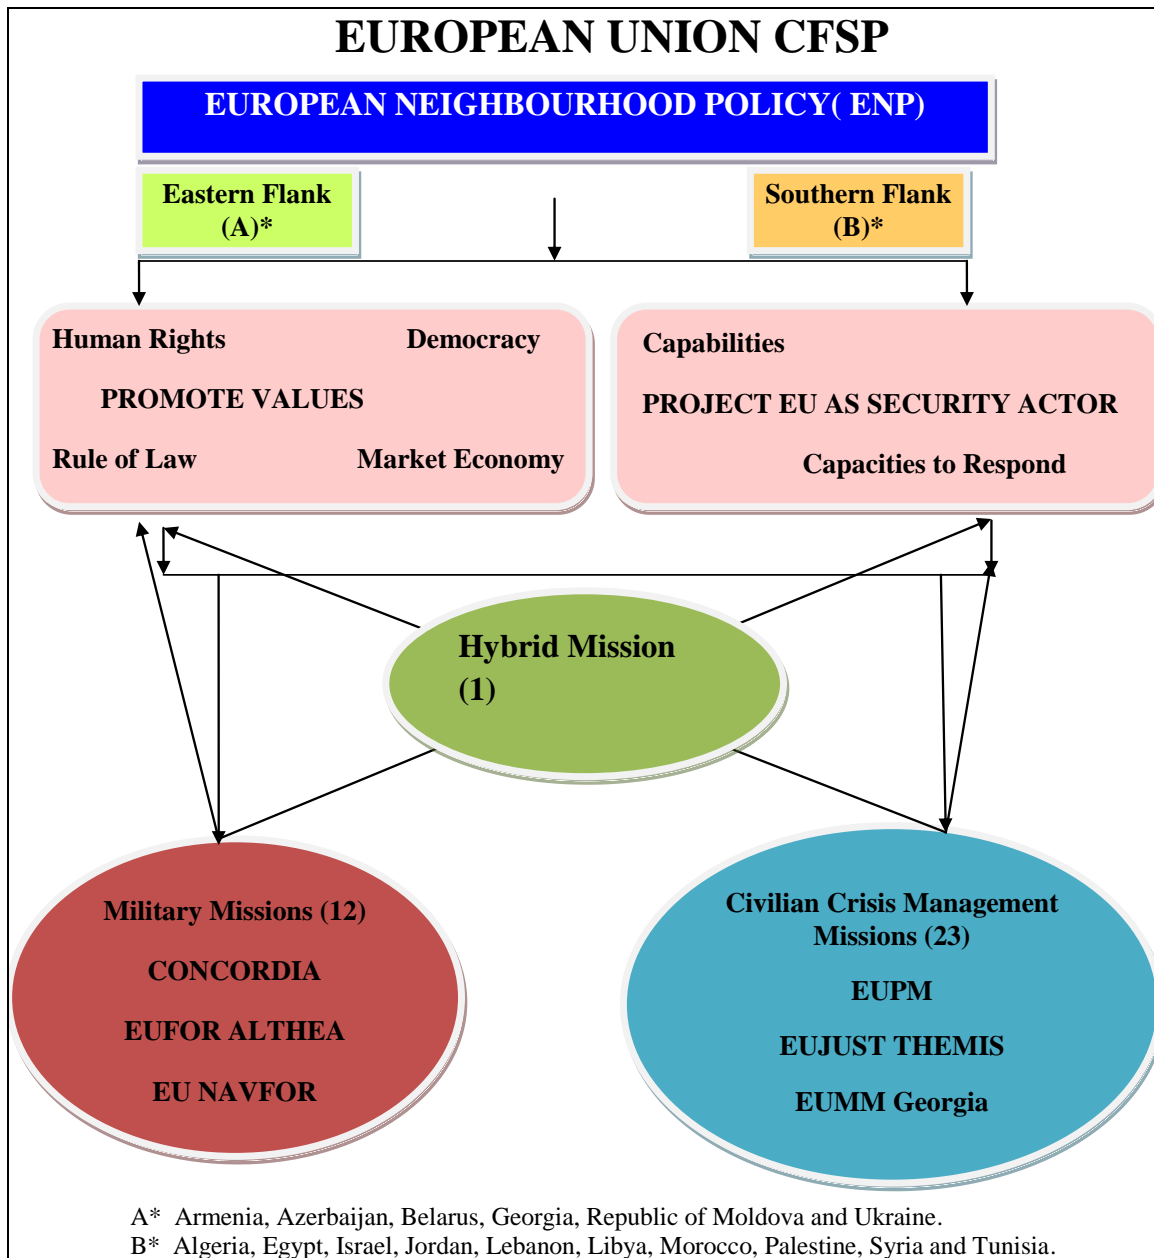 EUROPEAN UNION CFSP
EUROPEAN NEIGHBOURHOOD POLICY( ENP)
Eastern Flank
(A)*
Southern Flank
(B)*
Human Rights Democracy
PROMOTE VALUES
Rule of Law Market Economy
Capabilities
PROJECT EU AS SECURITY ACTOR
Capacities to Respond
Hybrid Mission
(1)
Military Missions (12)
CONCORDIA
EUFOR ALTHEA
EU NAVFOR
Civilian Crisis Management
Missions (23)
EUPM
EUJUST THEMIS
EUMM Georgia
A* Armenia, Azerbaijan, Belarus, Georgia, Republic of Moldova and Ukraine.
B* Algeria, Egypt, Israel, Jordan, Lebanon, Libya, Morocco, Palestine, Syria and Tunisia.